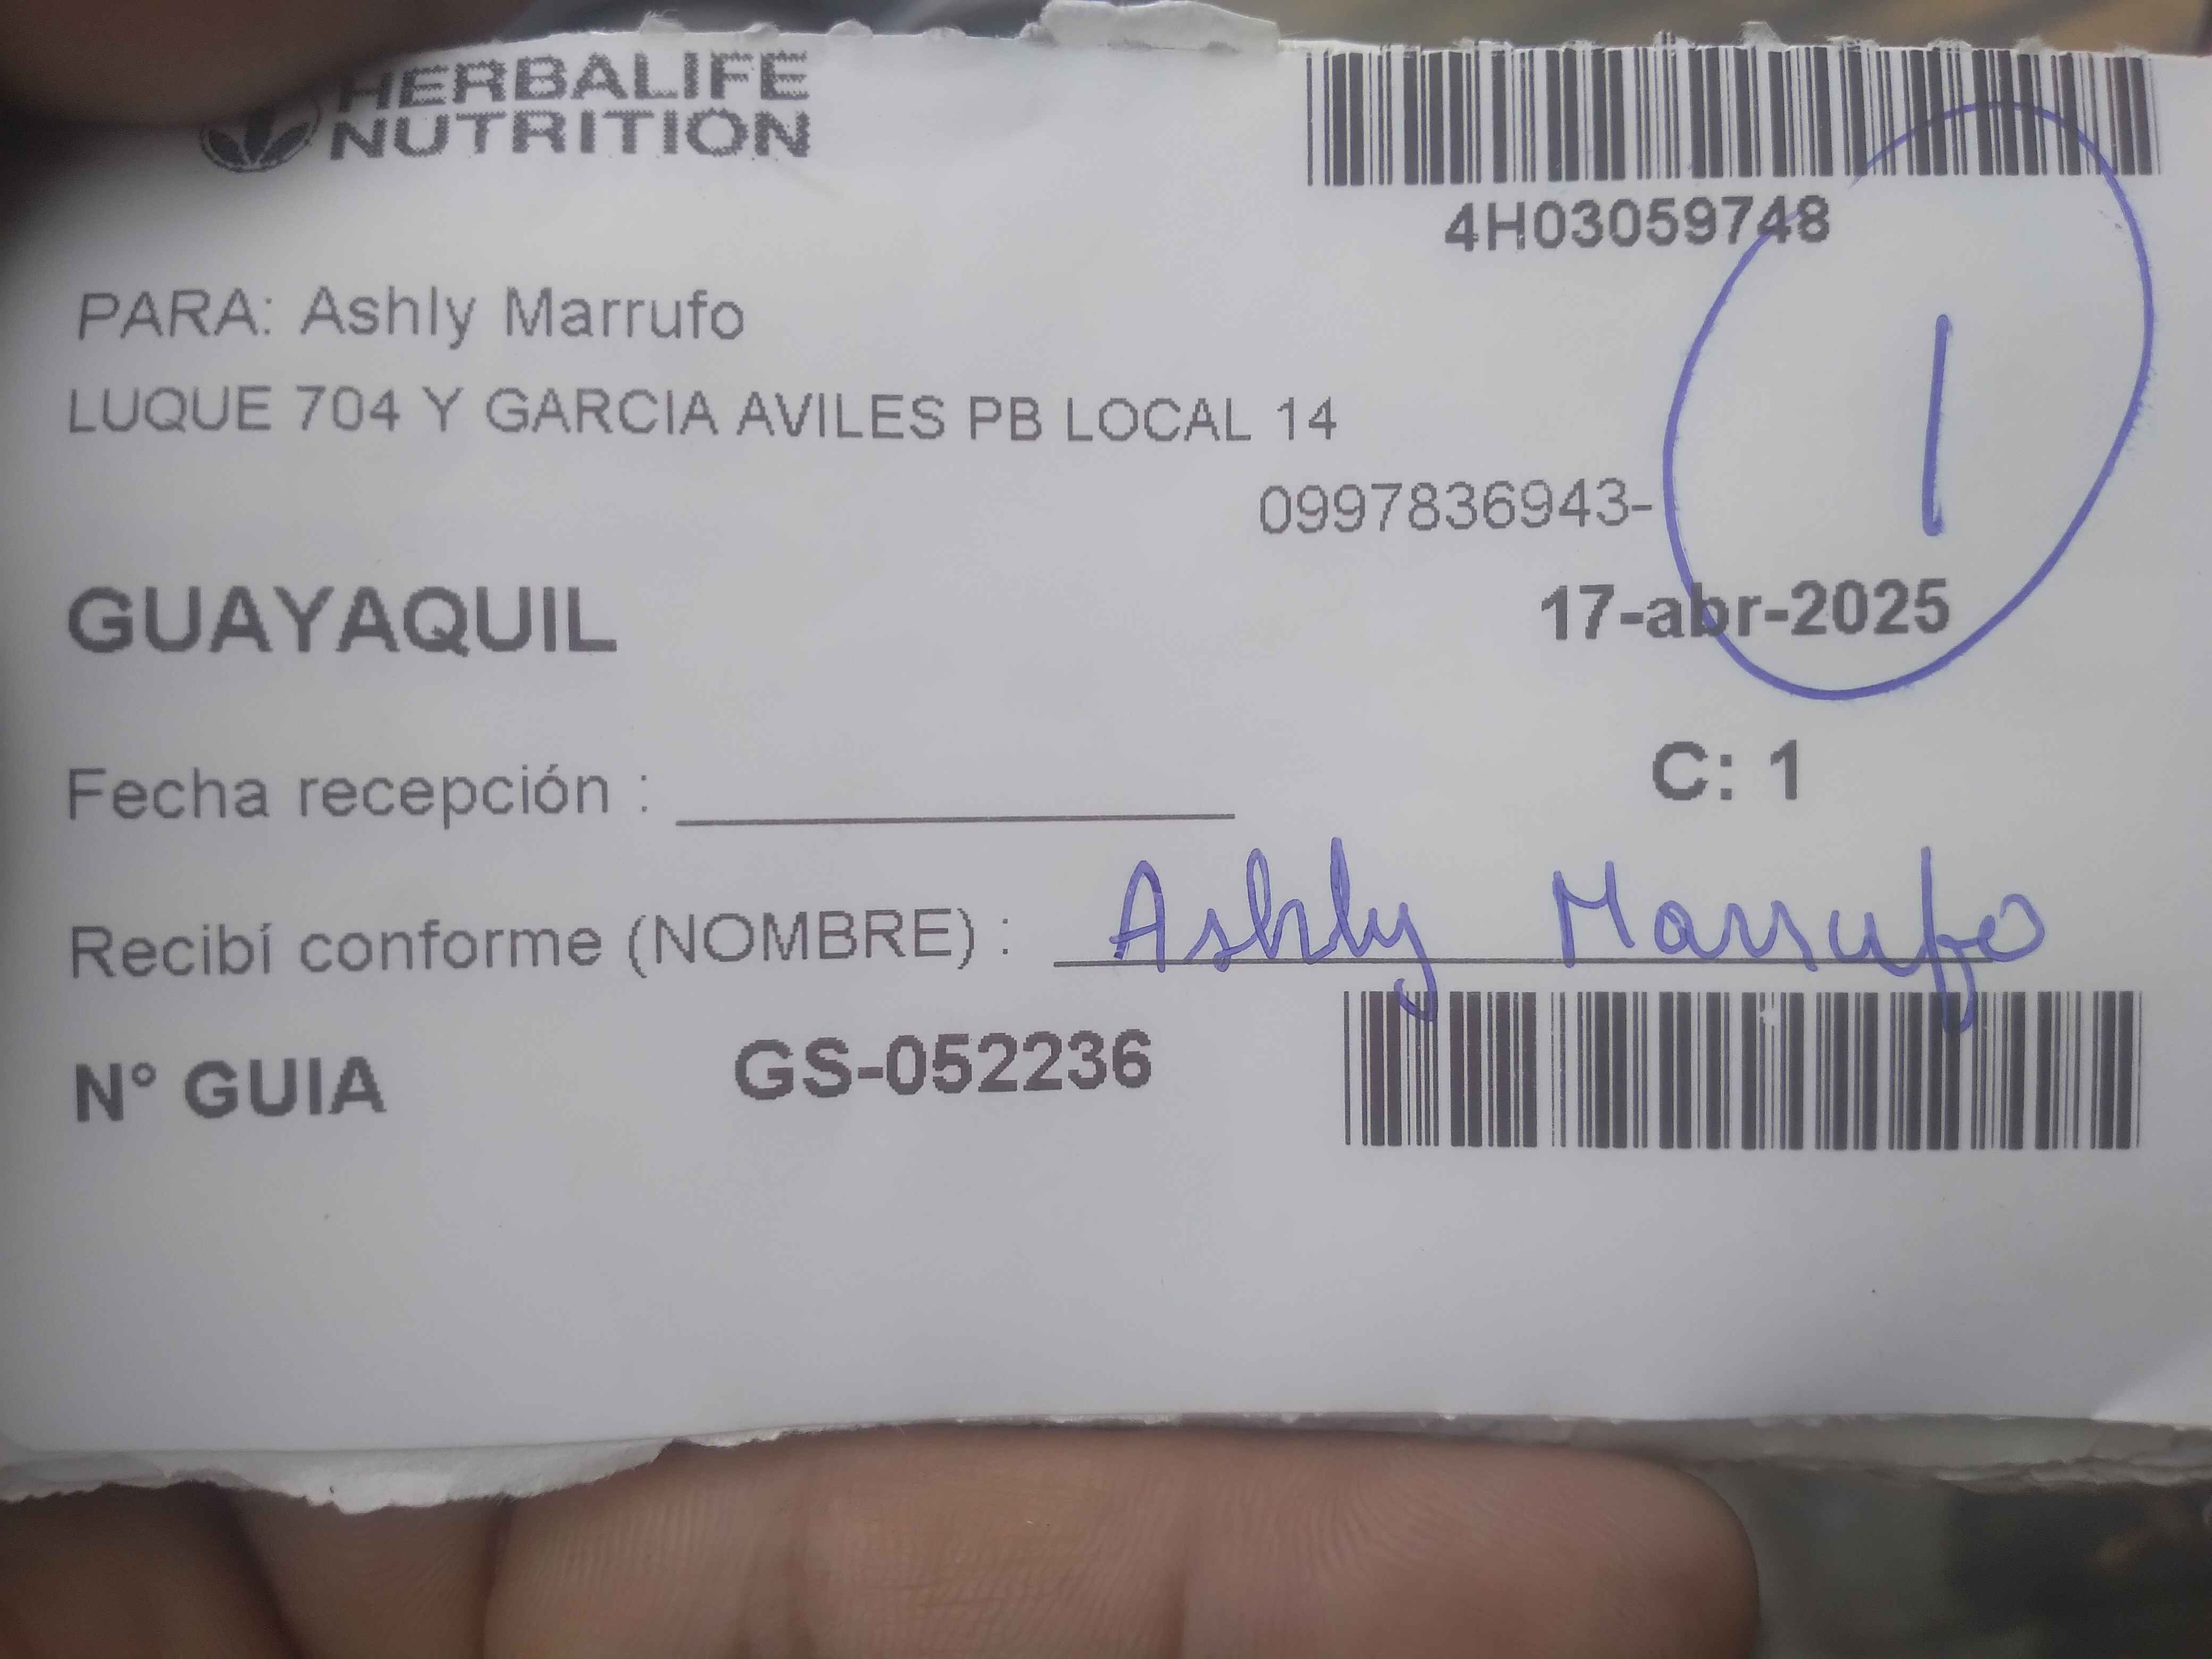 HERBALIFE
NUTRITION
4H03059748
PARA: Ashly Marrufo
LUQUE 704 Y GARCIA AVILES PB LOCAL 14
0997836943-
1
GUAYAQUIL
17-abr-2025
C: 1
Fecha recepción :
Recibí conforme (NOMBRE) : Ashly Marrufo
N° GUIA GS-052236